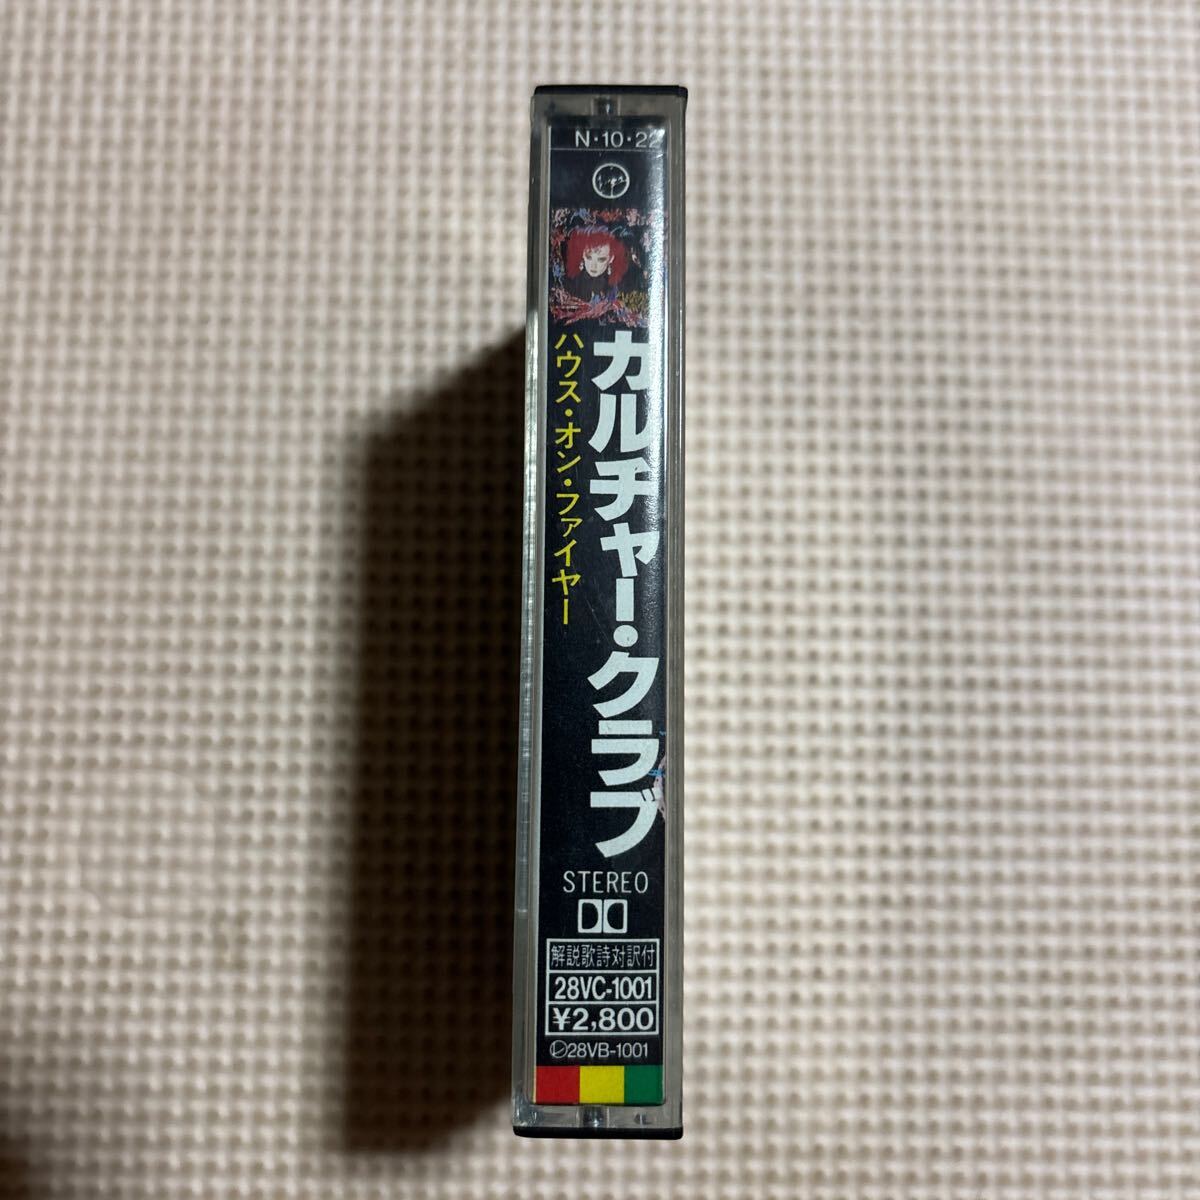 N・10・22
カルチャー・クラブ
ハウス・オン・ファイヤー
STEREO
解説歌詩対訳付
28VC-1001
¥2,800
28VB-1001